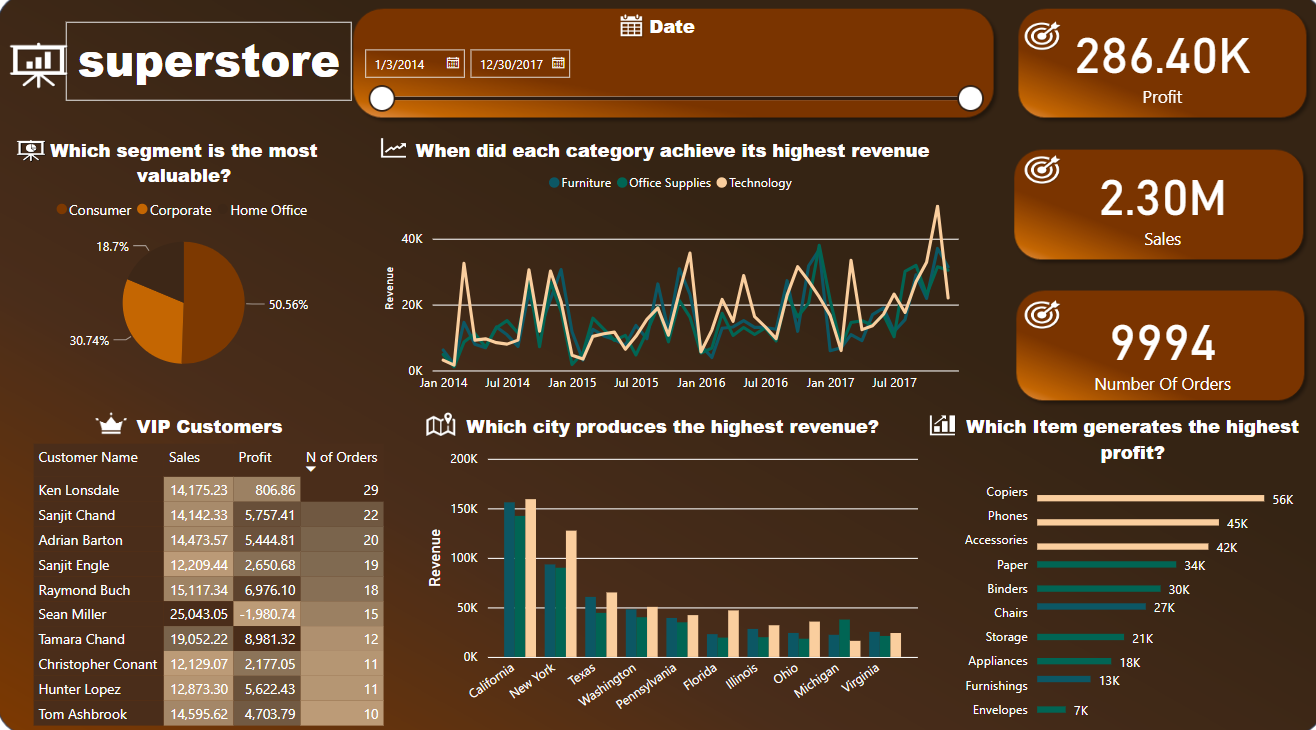 superstore
Date
1/3/2014
12/30/2017
286.40K
Profit
2.30M
Sales
9994
Number Of Orders
Which segment is the most
valuable?
Consumer Corporate Home Office
18.7%
50.56%
30.74%
When did each category achieve its highest revenue
Furniture Office Supplies Technology
Revenue
40K
20K
0K
Jan 2014 Jul 2014 Jan 2015 Jul 2015 Jan 2016 Jul 2016 Jan 2017 Jul 2017
VIP Customers
Customer Name Sales Profit N of Orders
Ken Lonsdale 14,175.23 806.86 29
Sanjit Chand 14,142.33 5,757.41 22
Adrian Barton 14,473.57 5,444.81 20
Sanjit Engle 12,209.44 2,650.68 19
Raymond Buch 15,117.34 6,976.10 18
Sean Miller 25,043.05 -1,980.74 15
Tamara Chand 19,052.22 8,981.32 12
Christopher Conant 12,129.07 2,177.05 11
Hunter Lopez 12,873.30 5,622.43 11
Tom Ashbrook 14,595.62 4,703.79 10
Which city produces the highest revenue?
Revenue
200K
150K
100K
50K
0K
California New York Texas Washington Pennsylvania Florida Illinois Ohio Michigan Virginia
Which Item generates the highest
profit?
Copiers 56K
Phones 45K
Accessories 42K
Paper 34K
Binders 30K
Chairs 27K
Storage 21K
Appliances 18K
Furnishings 13K
Envelopes 7K